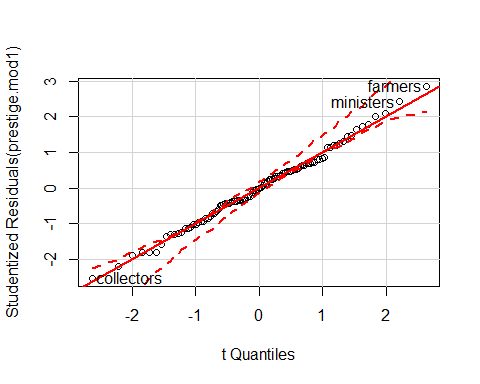 Studentized Residuals(prestige.mod1)
3
2
1
0
-1
-2
farmers
ministers
collectors
-2
-1
0
1
2
t Quantiles